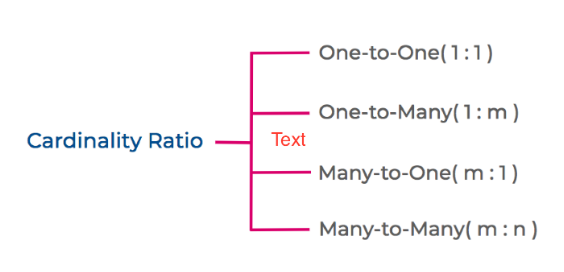 One-to-One( 1 : 1 )
One-to-Many( 1 : m )
Cardinality Ratio
Text
Many-to-One( m : 1 )
Many-to-Many( m : n )